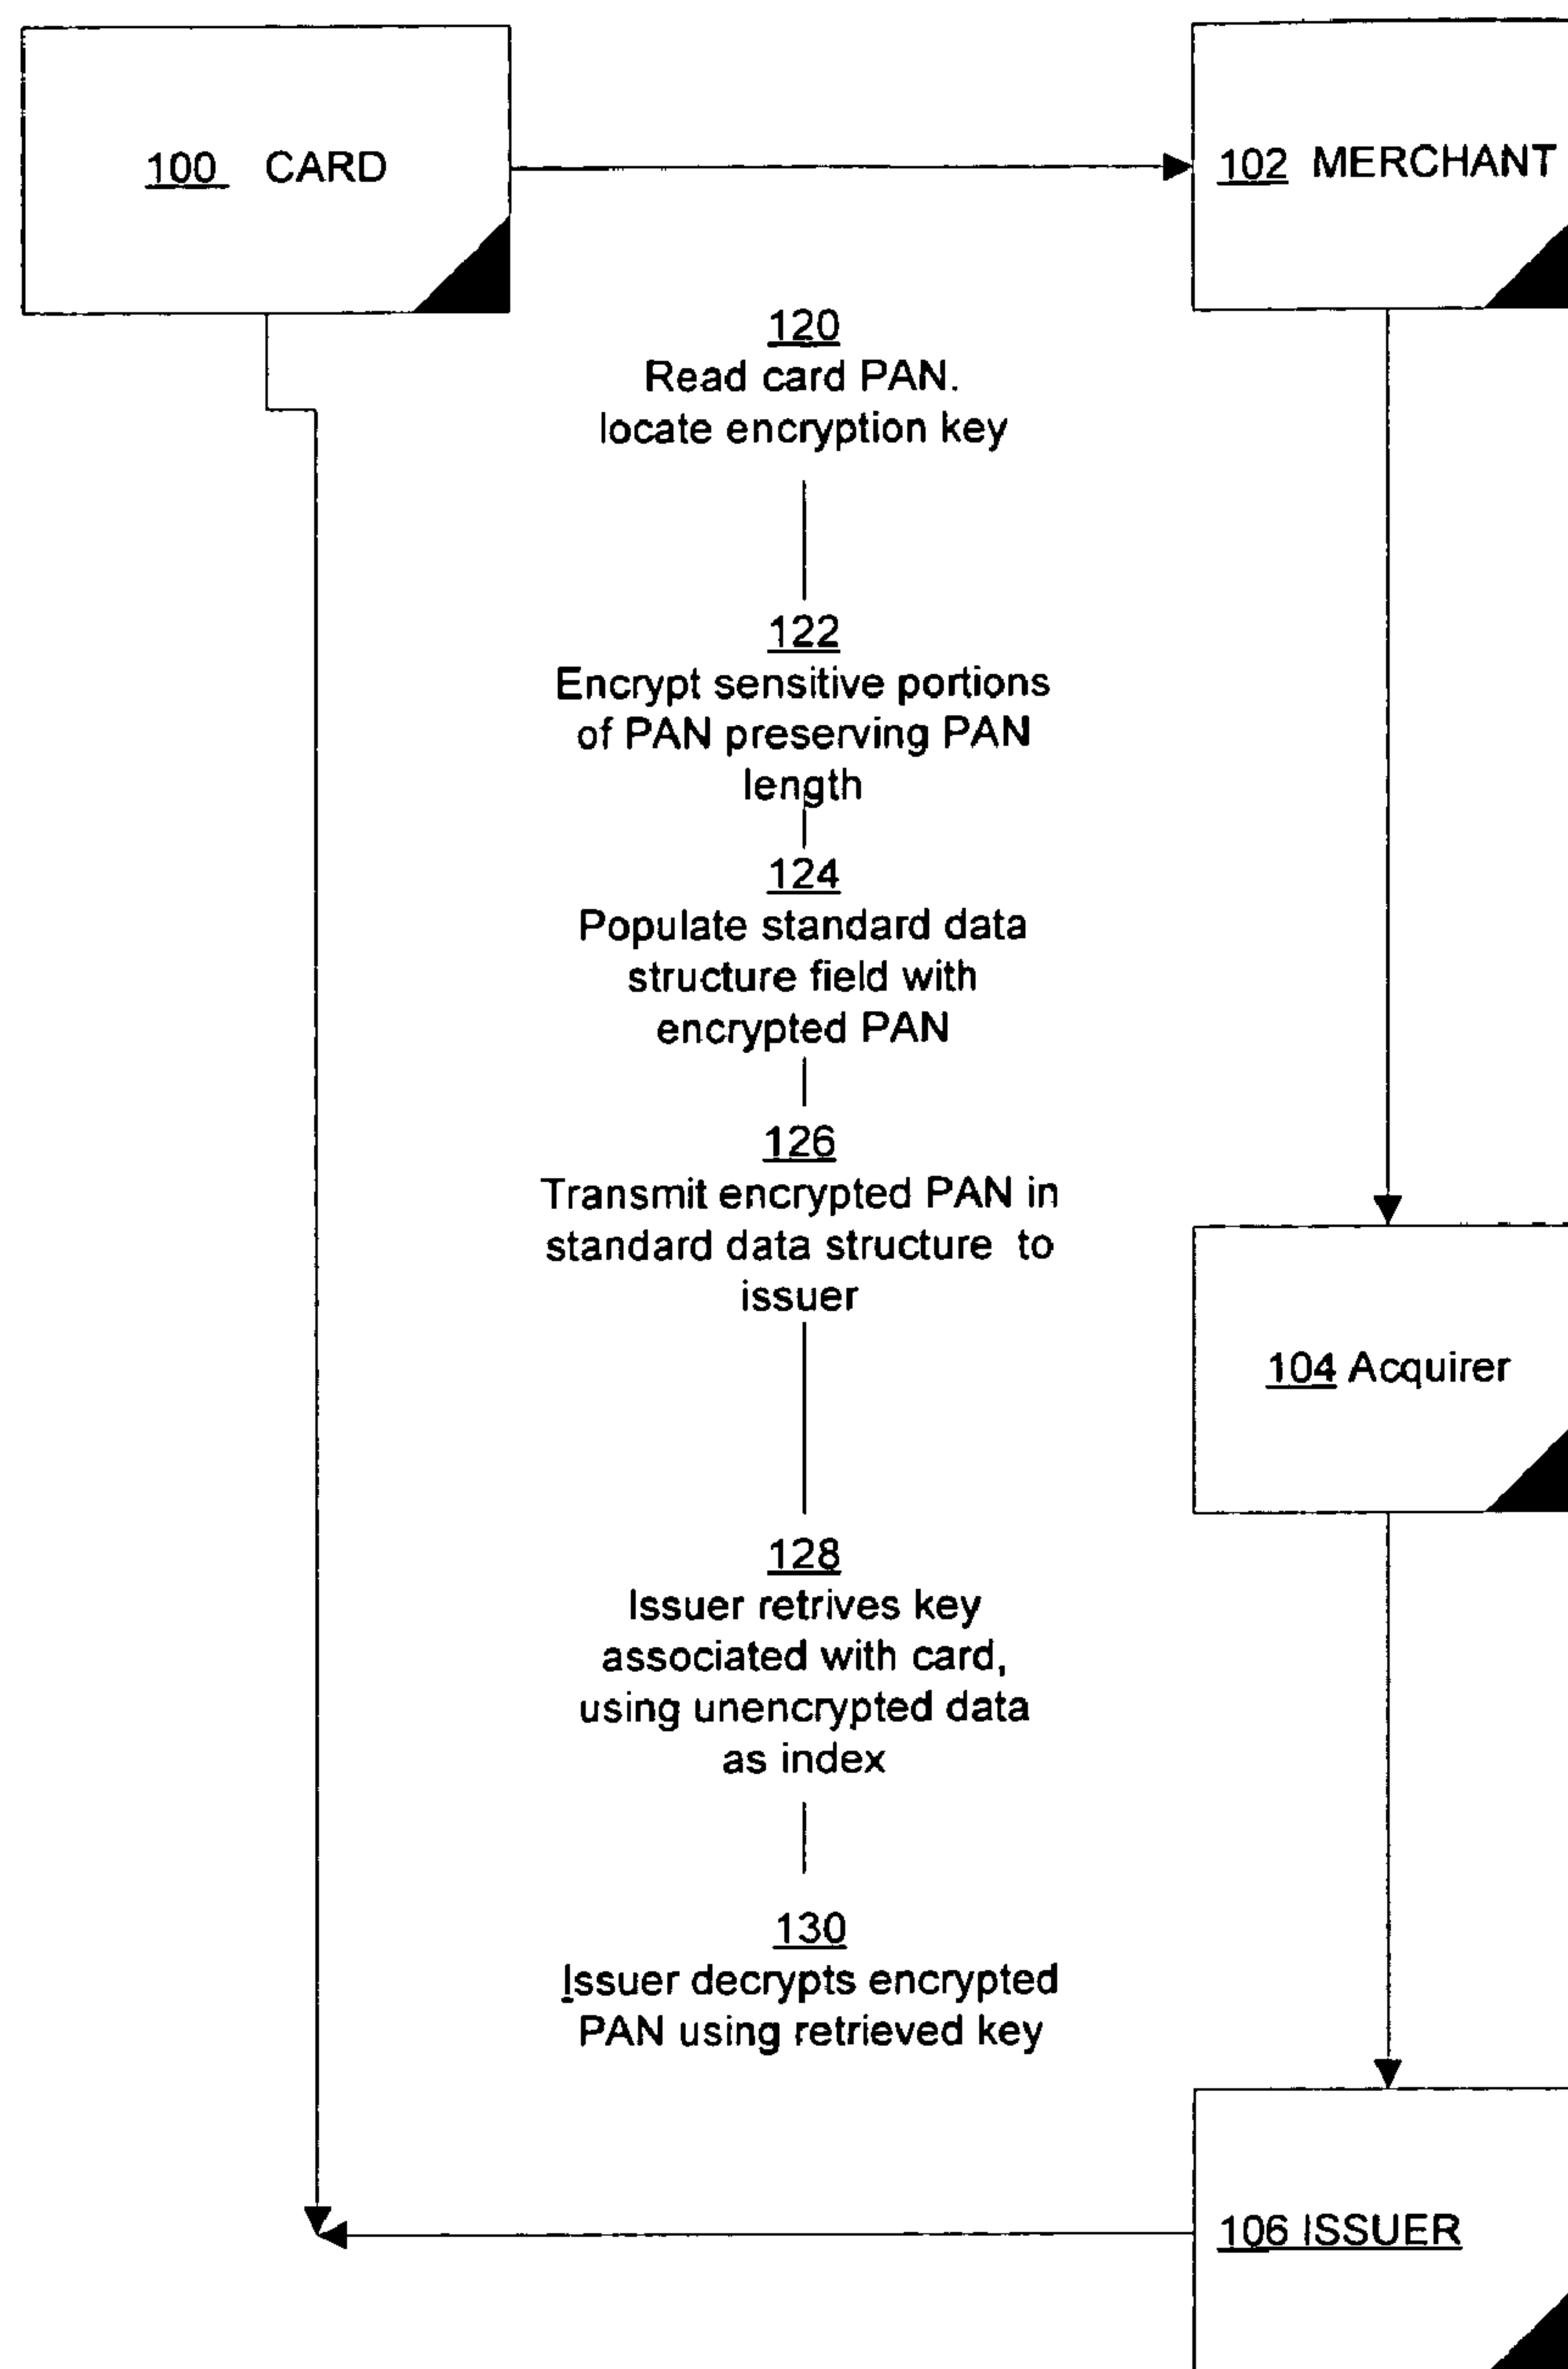 100 CARD
102 MERCHANT
120
Read card PAN.
locate encryption key
122
Encrypt sensitive portions
of PAN preserving PAN
length
124
Populate standard data
structure field with
encrypted PAN
126
Transmit encrypted PAN in
standard data structure to
issuer
104 Acquirer
128
Issuer retrives key
associated with card,
using unencrypted data
as index
130
Issuer decrypts encrypted
PAN using retrieved key
106 ISSUER